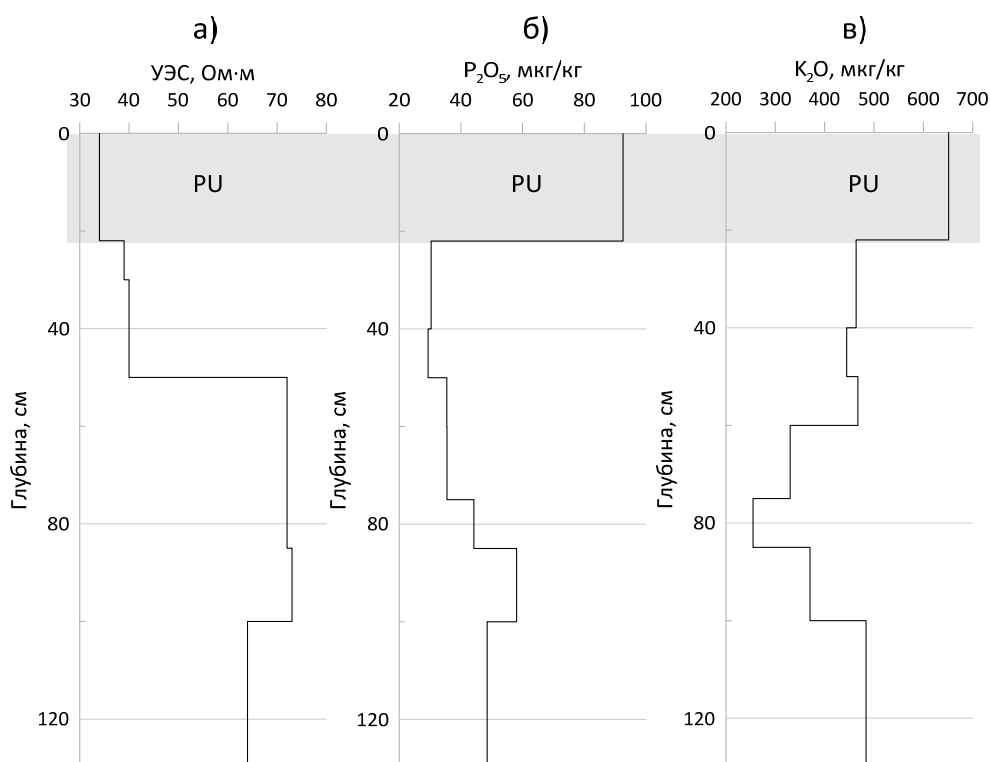 а) б) в)
УЭС, Ом·м P₂O₅, мкг/кг K₂O, мкг/кг
30 40 50 60 70 80 20 40 60 80 100 200 300 400 500 600 700
0 0 0
PU PU PU
40 40 40
Глубина, см Глубина, см Глубина, см
80 80 80
120 120 120